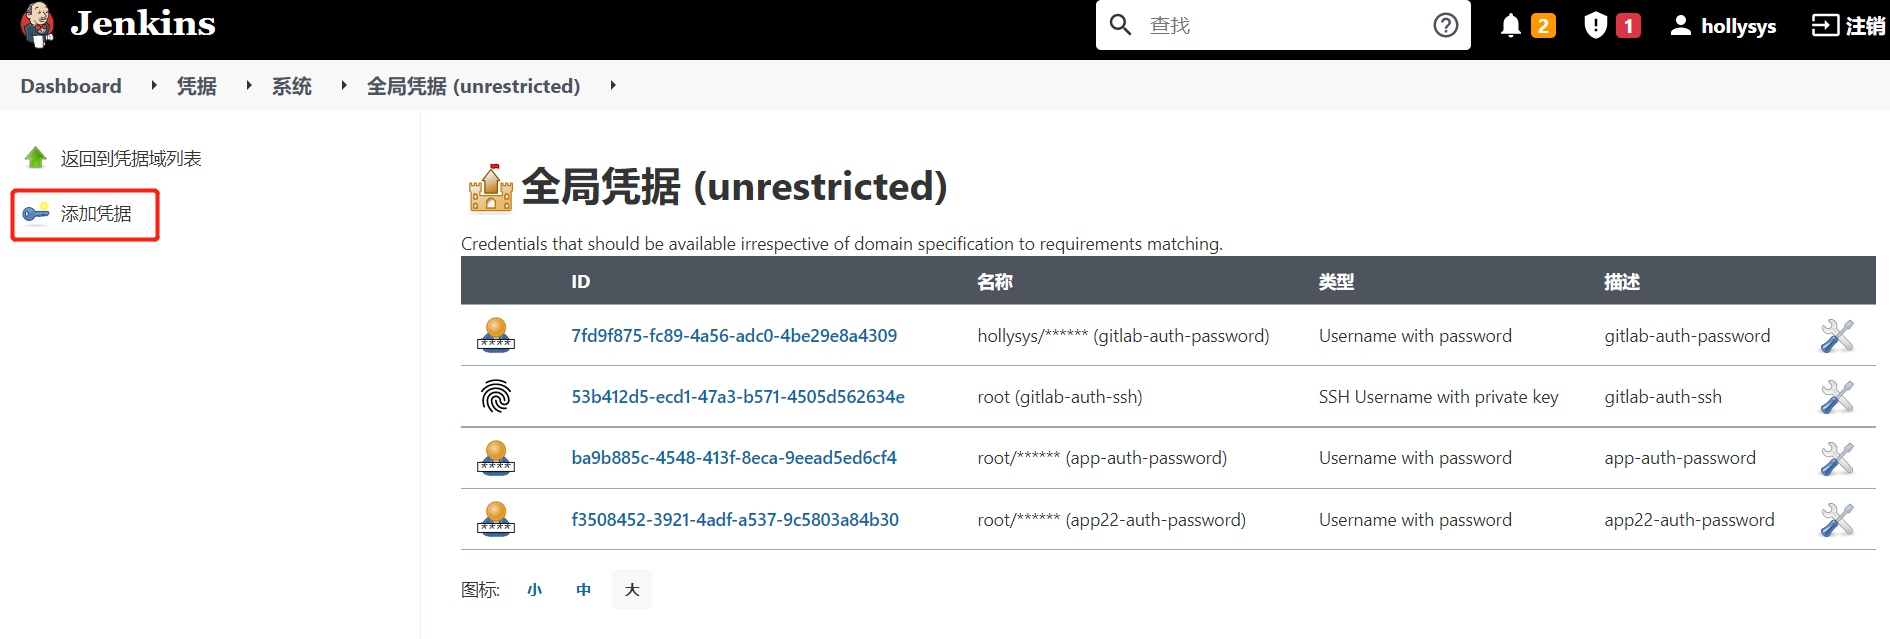 Jenkins 查找 2 1 hollysys 注销
Dashboard 凭据 系统 全局凭据 (unrestricted)
返回到凭据域列表
添加凭据
全局凭据 (unrestricted)
Credentials that should be available irrespective of domain specification to requirements matching.
ID 名称 类型 描述
7fd9f875-fc89-4a56-adc0-4be29e8a4309 hollysys/****** (gitlab-auth-password) Username with password gitlab-auth-password
53b412d5-ecd1-47a3-b571-4505d562634e root (gitlab-auth-ssh) SSH Username with private key gitlab-auth-ssh
ba9b885c-4548-413f-8eca-9eead5ed6cf4 root/****** (app-auth-password) Username with password app-auth-password
f3508452-3921-4adf-a537-9c5803a84b30 root/****** (app22-auth-password) Username with password app22-auth-password
图标: 小 中 大